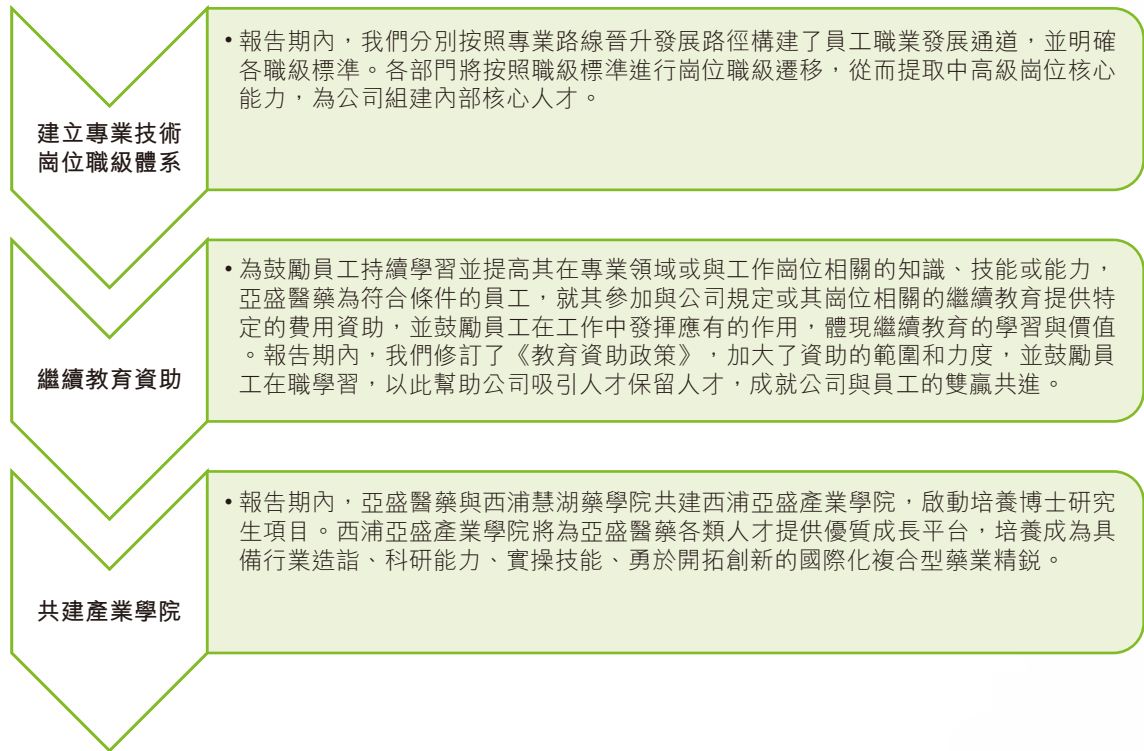 • 報告期內，我們分別按照專業路線晉升發展路徑構建了員工職業發展通道，並明確
各職級標準。各部門將按照職級標準進行崗位職級遷移，從而提取中高級崗位核心
能力，為公司組建內部核心人才。
建立專業技術
崗位職級體系
• 為鼓勵員工持續學習並提高其在專業領域或與工作崗位相關的知識、技能或能力，
亞盛醫藥為符合條件的員工，就其參加與公司規定或其崗位相關的繼續教育提供特
定的費用資助，並鼓勵員工在工作中發揮應有的作用，體現繼續教育的學習與價值
。報告期內，我們修訂了《教育資助政策》，加大了資助的範圍和力度，並鼓勵員
工在職學習，以此幫助公司吸引人才保留人才，成就公司與員工的雙贏共進。
繼續教育資助
• 報告期內，亞盛醫藥與西浦慧湖藥學院共建西浦亞盛產業學院，啟動培養博士研究
生項目。西浦亞盛產業學院將為亞盛醫藥各類人才提供優質成長平台，培養成為具
備行業造詣、科研能力、實操技能、勇於開拓創新的國際化複合型藥業精銳。
共建產業學院